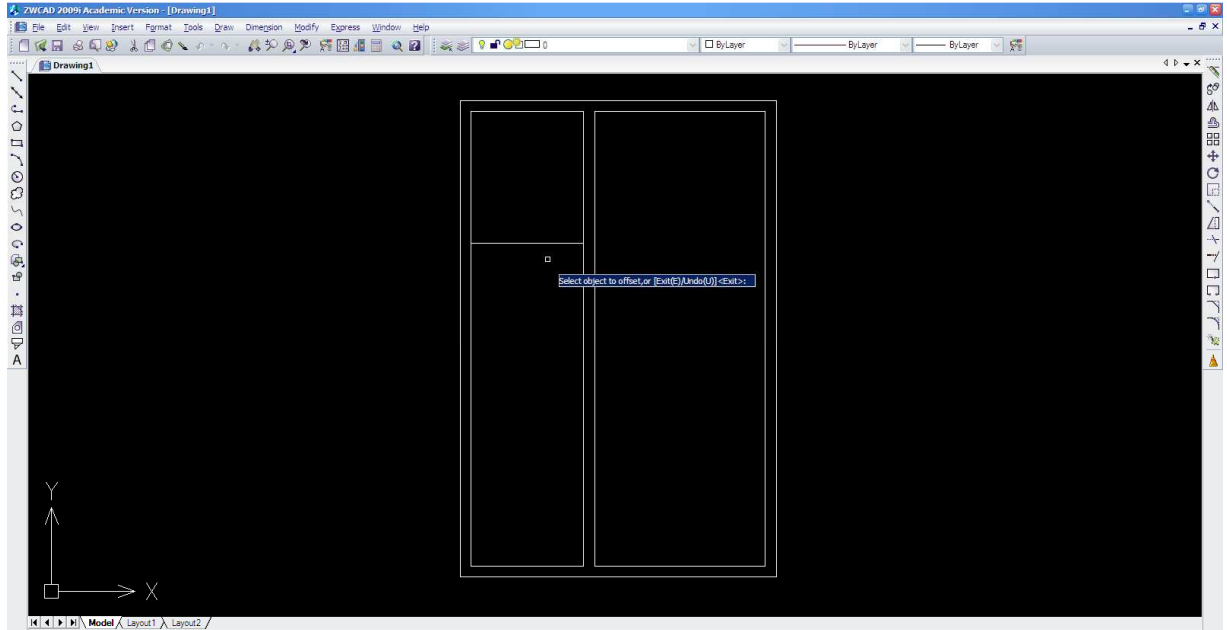 ZWCAD 2009i Academic Version - [Drawing1]
File Edit View Insert Format Tools Draw Dimension Modify Express Window Help
0 ByLayer ByLayer ByLayer
Drawing1
Select object to offset,or [Exit(E)/Undo(U)]<Exit>:
Y
X
Model Layout1 Layout2